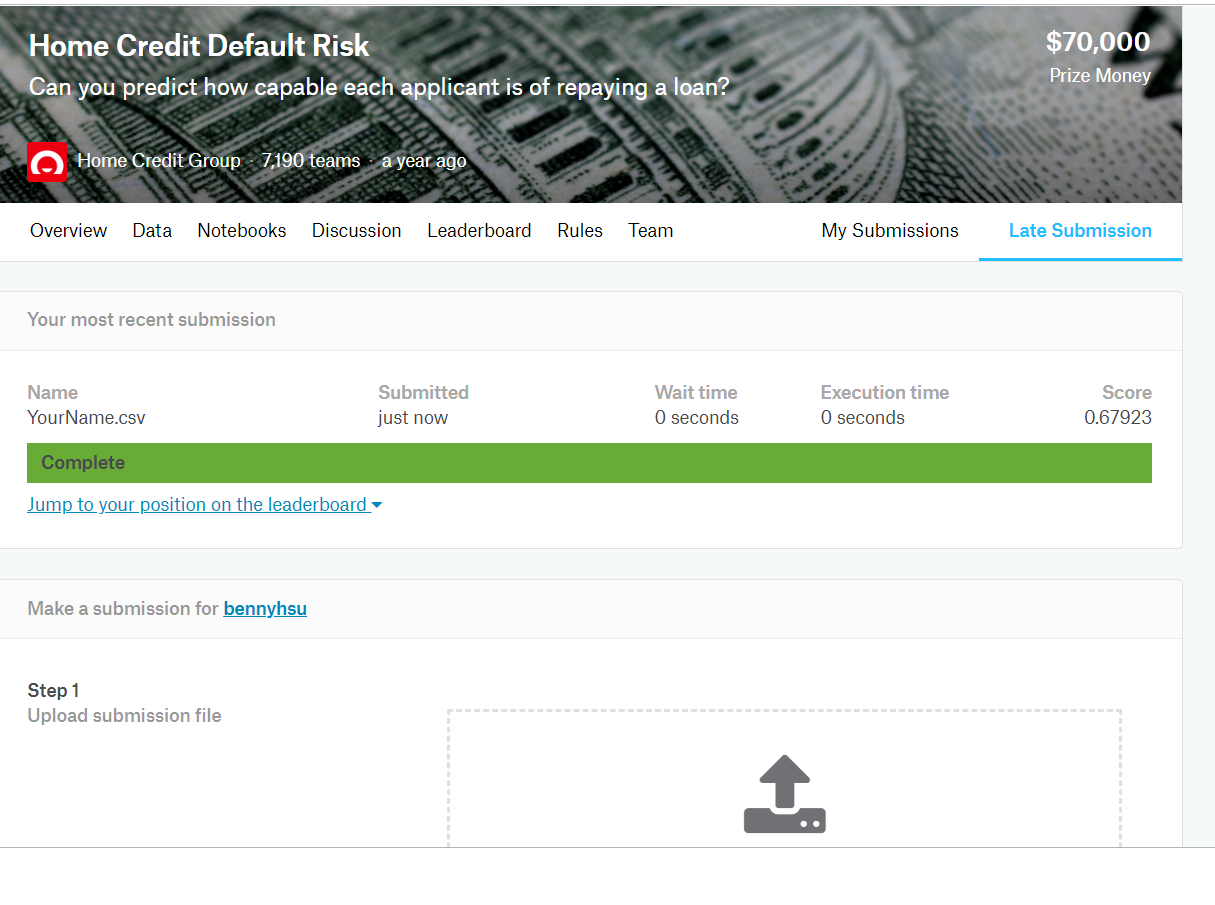 Home Credit Default Risk
$70,000
Can you predict how capable each applicant is of repaying a loan?
Prize Money
Home Credit Group · 7,190 teams · a year ago
Overview Data Notebooks Discussion Leaderboard Rules Team My Submissions Late Submission
Your most recent submission
Name Submitted Wait time Execution time Score
YourName.csv just now 0 seconds 0 seconds 0.67923
Complete
Jump to your position on the leaderboard
Make a submission for bennyhsu
Step 1
Upload submission file